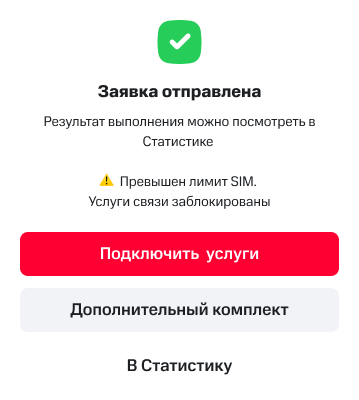 Заявка отправлена
Результат выполнения можно посмотреть в
Статистике
Превышен лимит SIM.
Услуги связи заблокированы
Подключить услуги
Дополнительный комплект
В Статистику